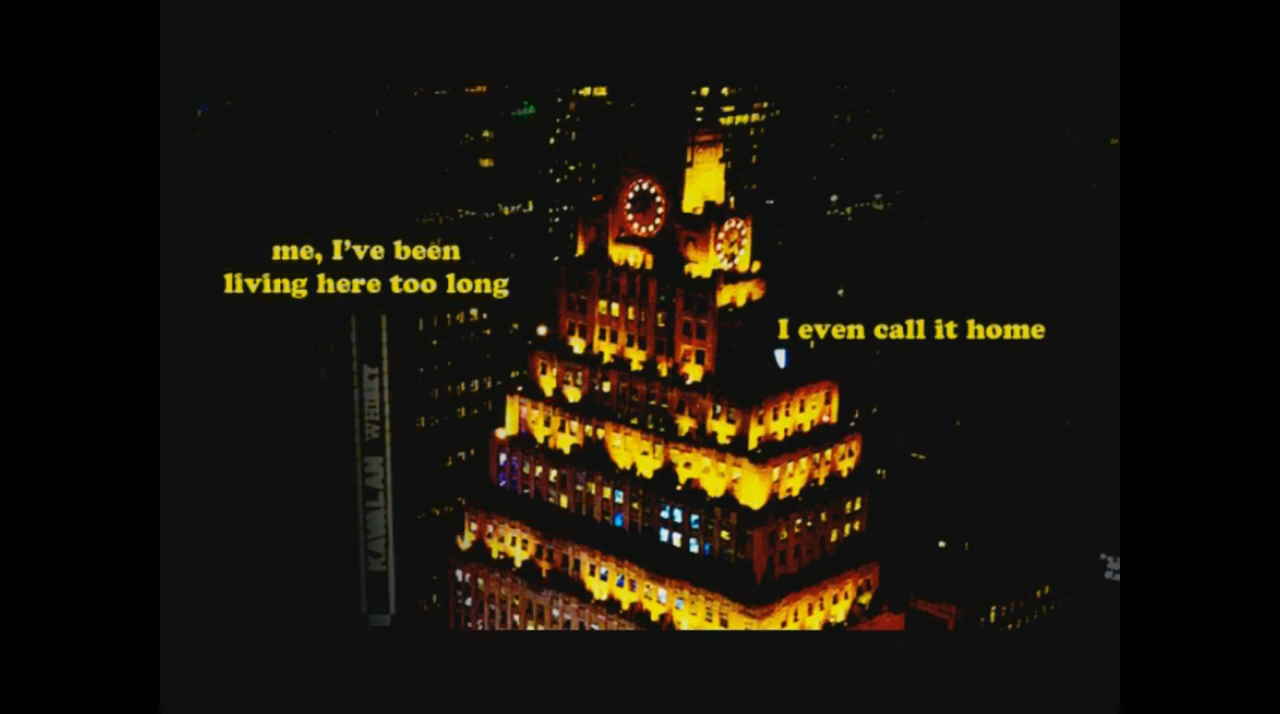 me, I've been
living here too long
I even call it home
KAVALAN WHISKY